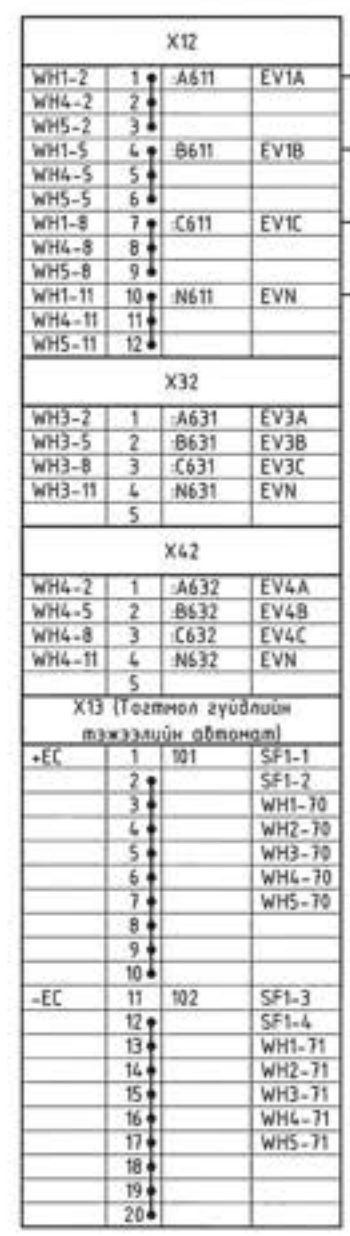 X12
WH1-2 1 :A611 EV1A
WH4-2 2
WH5-2 3
WH1-5 4 :B611 EV1B
WH4-5 5
WH5-5 6
WH1-8 7 :C611 EV1C
WH4-8 8
WH5-8 9
WH1-11 10 :N611 EVN
WH4-11 11
WH5-11 12
X32
WH3-2 1 :A631 EV3A
WH3-5 2 :B631 EV3B
WH3-8 3 :C631 EV3C
WH3-11 4 :N631 EVN
5
X42
WH4-2 1 :A632 EV4A
WH4-5 2 :B632 EV4B
WH4-8 3 :C632 EV4C
WH4-11 4 :N632 EVN
5
X13 (Тогтмол гүйдлийн
тэжээлийн автомат)
+EC 1 101 SF1-1
2 SF1-2
3 WH1-70
4 WH2-70
5 WH3-70
6 WH4-70
7 WH5-70
8
9
10
-EC 11 102 SF1-3
12 SF1-4
13 WH1-71
14 WH2-71
15 WH3-71
16 WH4-71
17 WH5-71
18
19
20